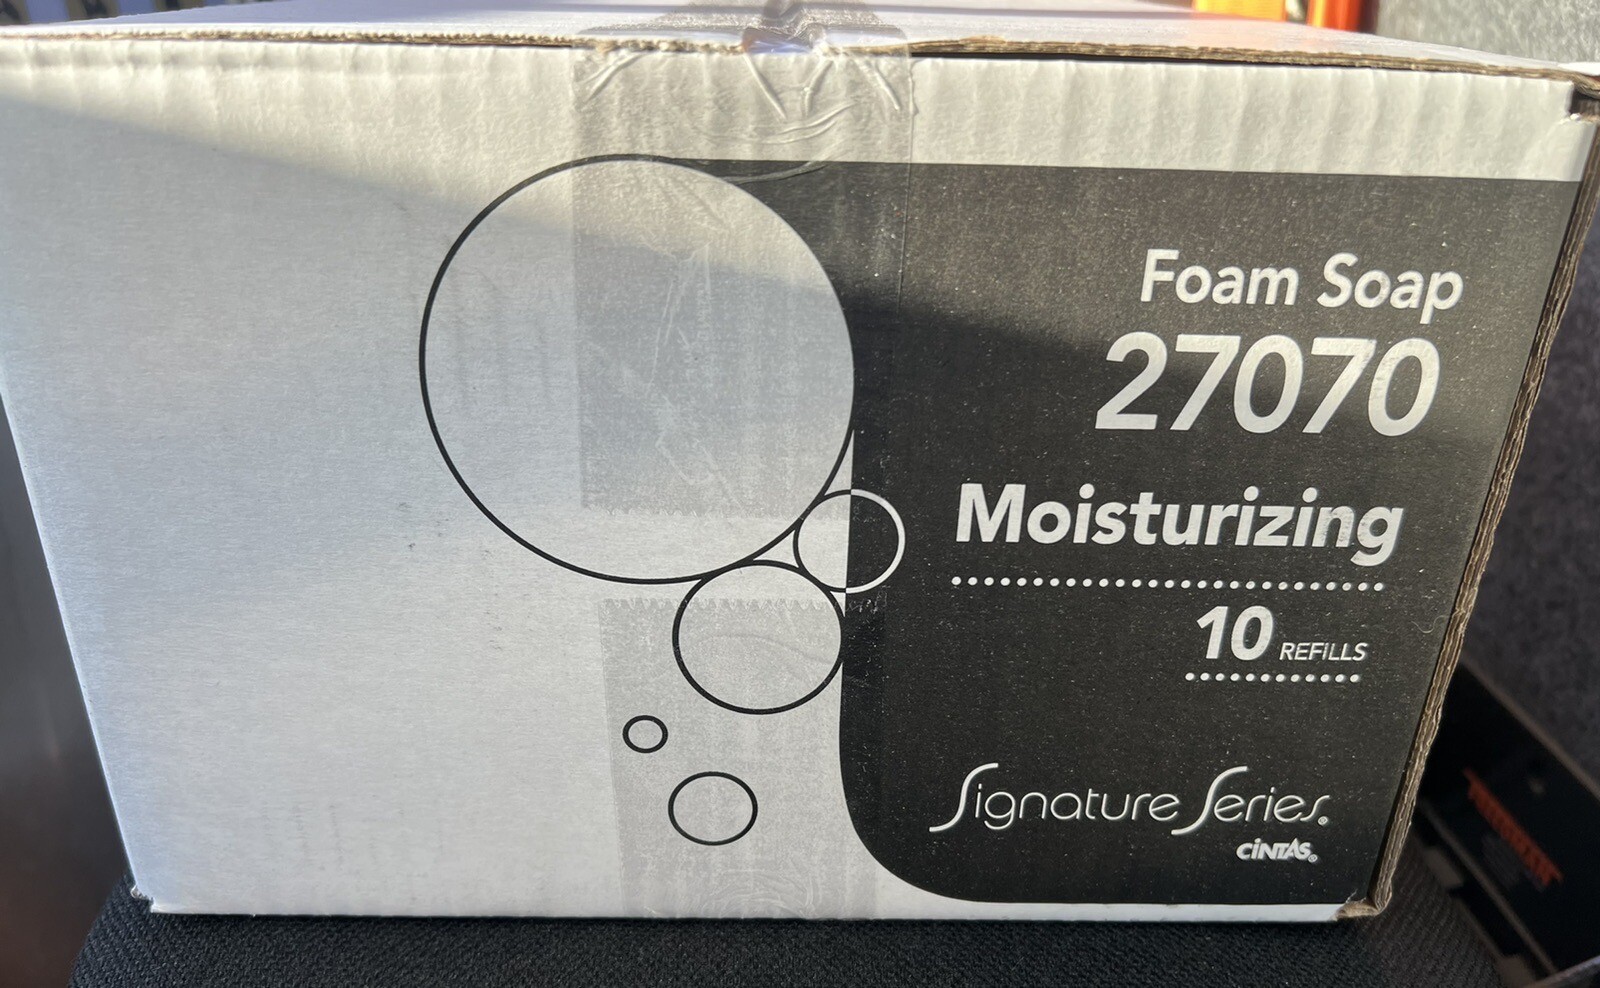 Foam Soap
27070
Moisturizing
10 REFILLS
Signature Series®
CINTAS®